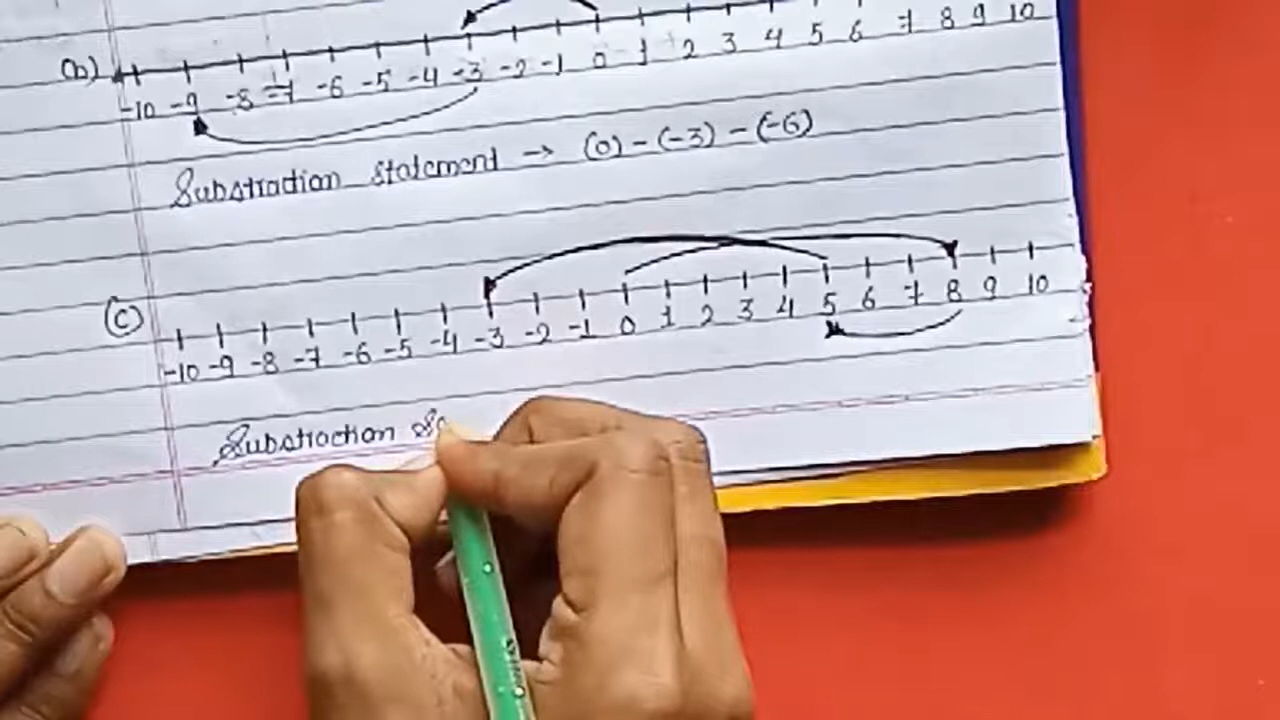 (b) -10 -9 -8 -7 -6 -5 -4 -3 -2 -1 0 1 2 3 4 5 6 7 8 9 10
Substraction statement → (0) - (-3) - (-6)
(C) -10 -9 -8 -7 -6 -5 -4 -3 -2 -1 0 1 2 3 4 5 6 7 8 9 10
Substraction